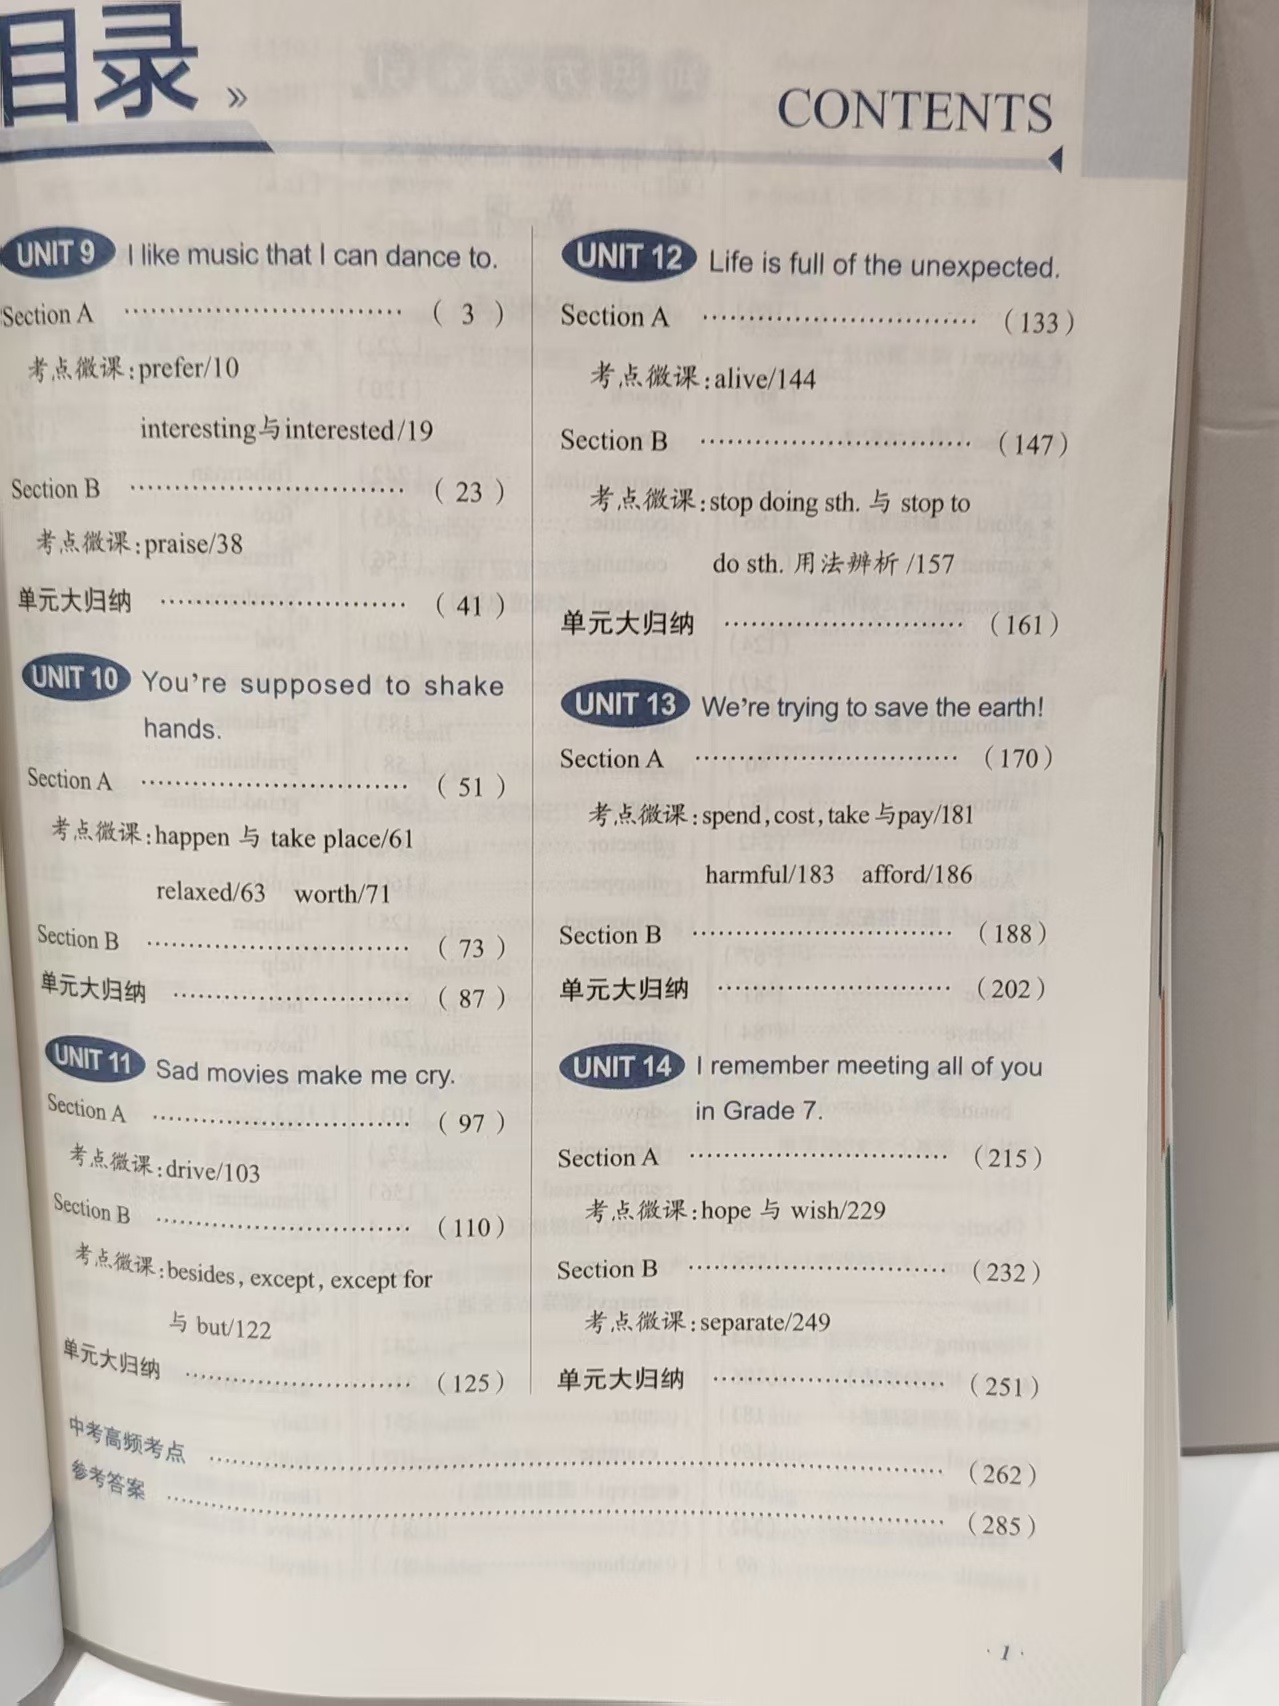 目录 »
CONTENTS
UNIT 9 I like music that I can dance to.
Section A ································ ( 3 )
考点微课:prefer/10
interesting与interested/19
Section B ································ ( 23 )
考点微课:praise/38
单元大归纳 ····························· ( 41 )
UNIT 10 You're supposed to shake
hands.
Section A ································ ( 51 )
考点微课:happen 与 take place/61
relaxed/63 worth/71
Section B ································ ( 73 )
单元大归纳 ····························· ( 87 )
UNIT 11 Sad movies make me cry.
Section A ································ ( 97 )
考点微课:drive/103
Section B ································ (110)
考点微课:besides, except, except for
与 but/122
单元大归纳 ····························· (125)
UNIT 12 Life is full of the unexpected.
Section A ································ (133)
考点微课:alive/144
Section B ································ (147)
考点微课:stop doing sth. 与 stop to
do sth. 用法辨析 /157
单元大归纳 ····························· (161)
UNIT 13 We're trying to save the earth!
Section A ································ (170)
考点微课:spend,cost,take与pay/181
harmful/183 afford/186
Section B ································ (188)
单元大归纳 ····························· (202)
UNIT 14 I remember meeting all of you
in Grade 7.
Section A ································ (215)
考点微课:hope 与 wish/229
Section B ································ (232)
考点微课:separate/249
单元大归纳 ····························· (251)
中考高频考点 ································ (262)
参考答案 ································ (285)
· 1 ·